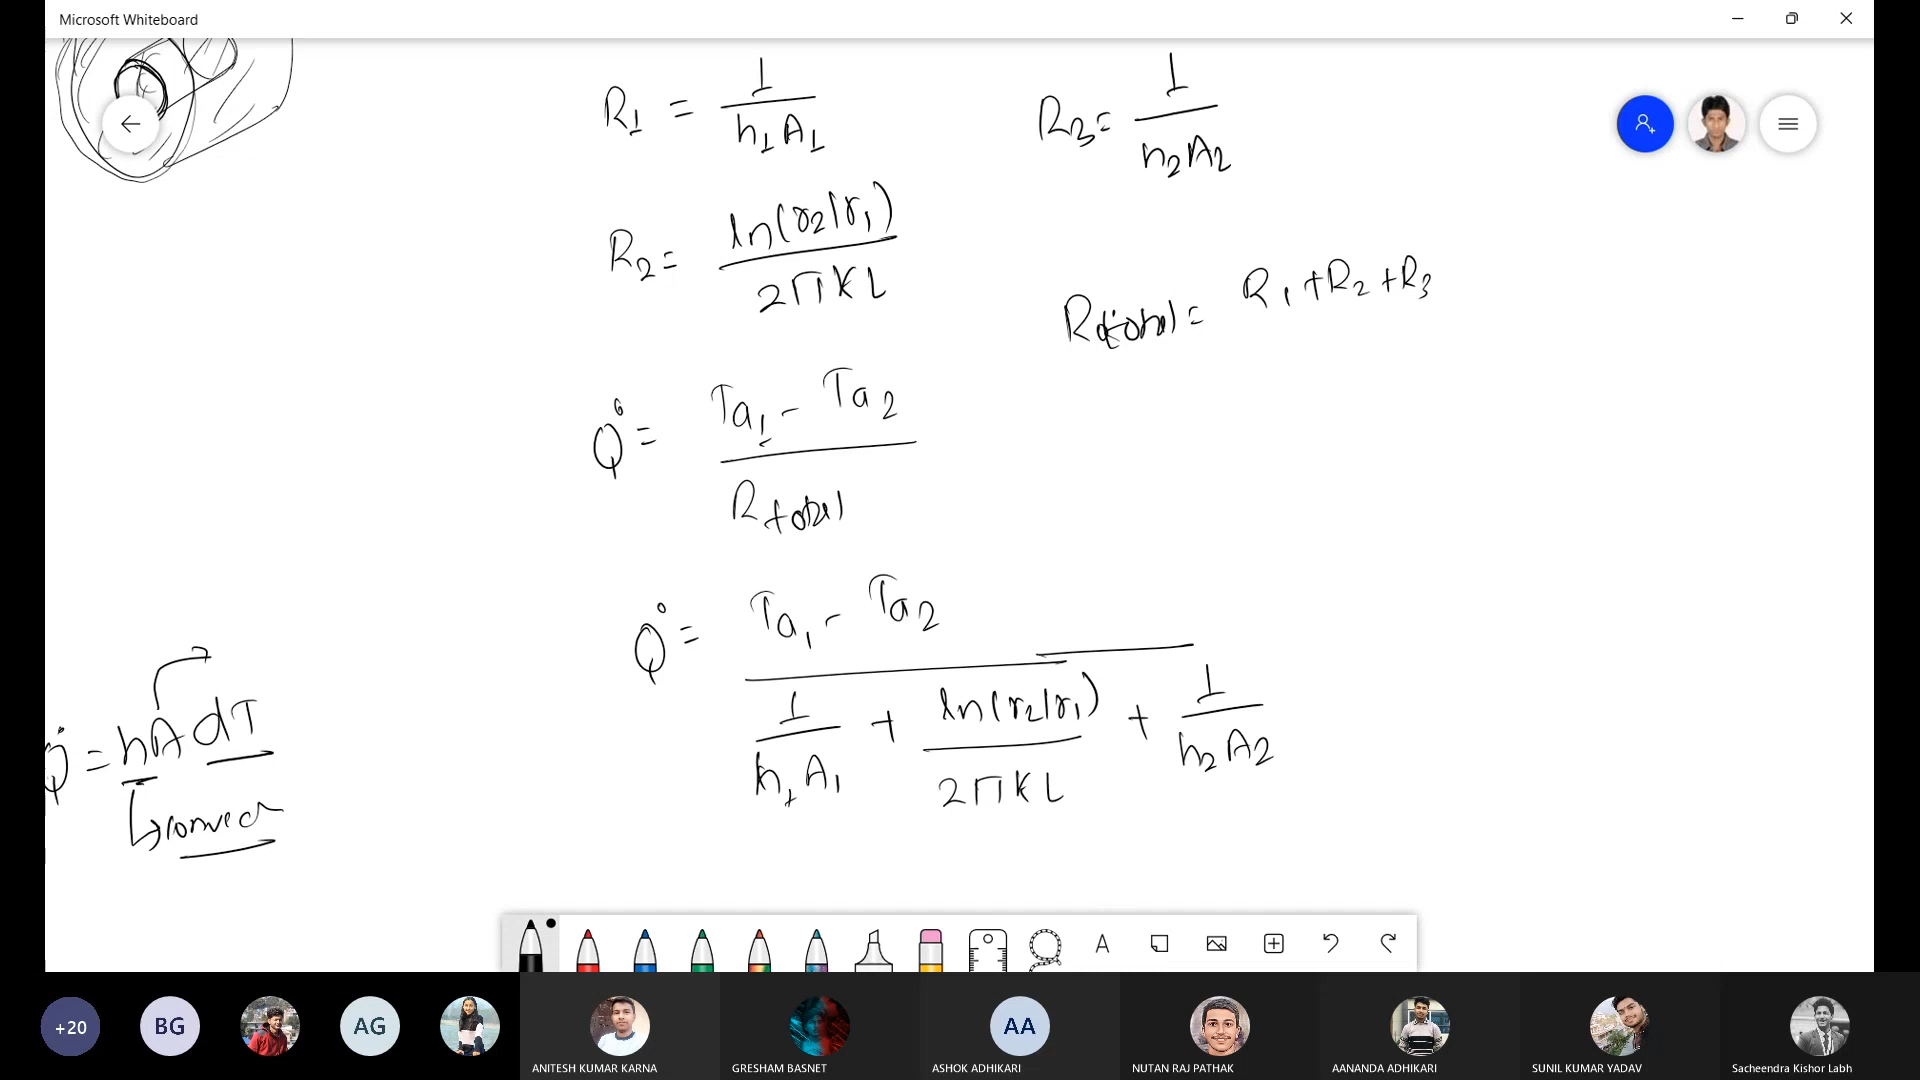 Microsoft Whiteboard
R1 = 1/(h1A1)
R3 = 1/(h2A2)
R2 = ln(r2/r1)/(2πKL)
Rtotal = R1+R2+R3
Q̇ = (Ta1 - Ta2)/Rtotal
Q̇ = (Ta1 - Ta2)/(1/(h1A1) + ln(r2/r1)/(2πKL) + 1/(h2A2))
Q̇ = hA dT
A
+20
BG
AG
AA
ANITESH KUMAR KARNA
GRESHAM BASNET
ASHOK ADHIKARI
NUTAN RAJ PATHAK
AANANDA ADHIKARI
SUNIL KUMAR YADAV
Sacheendra Kishor Labh